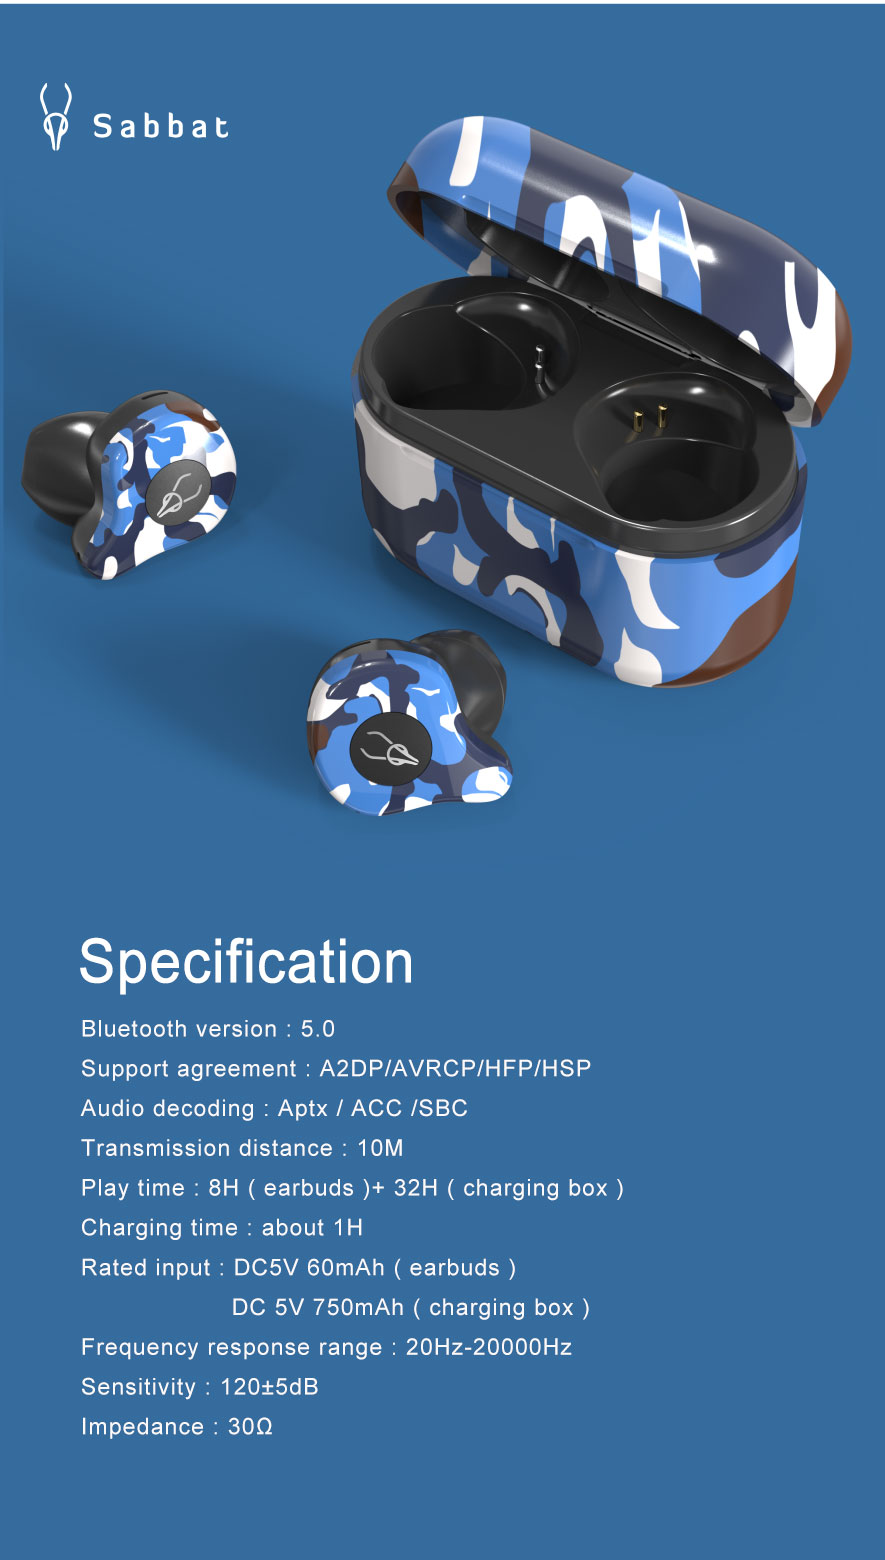 Sabbat
Specification
Bluetooth version : 5.0
Support agreement : A2DP/AVRCP/HFP/HSP
Audio decoding : Aptx / ACC /SBC
Transmission distance : 10M
Play time : 8H ( earbuds )+ 32H ( charging box )
Charging time : about 1H
Rated input : DC5V 60mAh ( earbuds )
DC 5V 750mAh ( charging box )
Frequency response range : 20Hz-20000Hz
Sensitivity : 120±5dB
Impedance : 30Ω